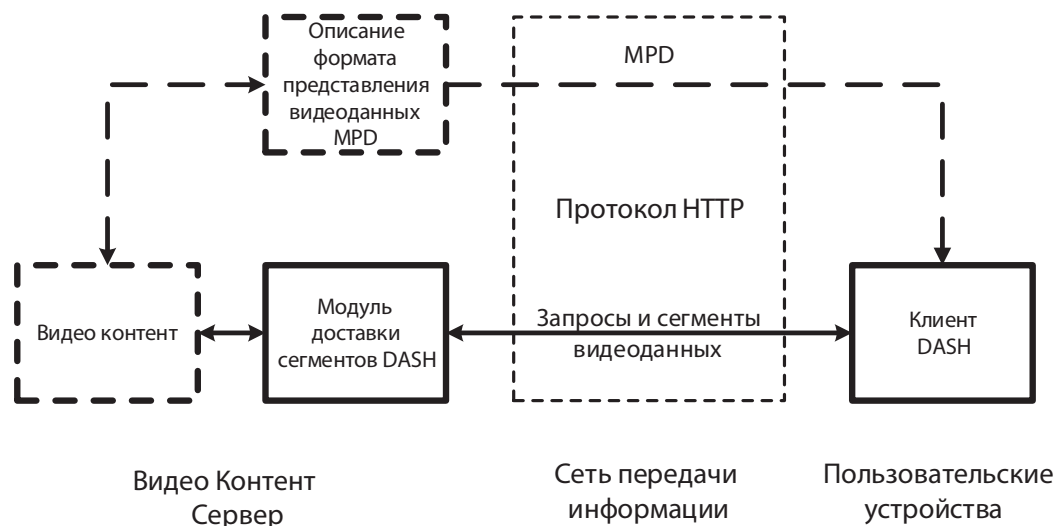 Описание
формата
представления
видеоданных
MPD
MPD
Протокол HTTP
Видео контент
Модуль
доставки
сегментов DASH
Запросы и сегменты
видеоданных
Клиент
DASH
Видео Контент
Сервер
Сеть передачи
информации
Пользовательские
устройства